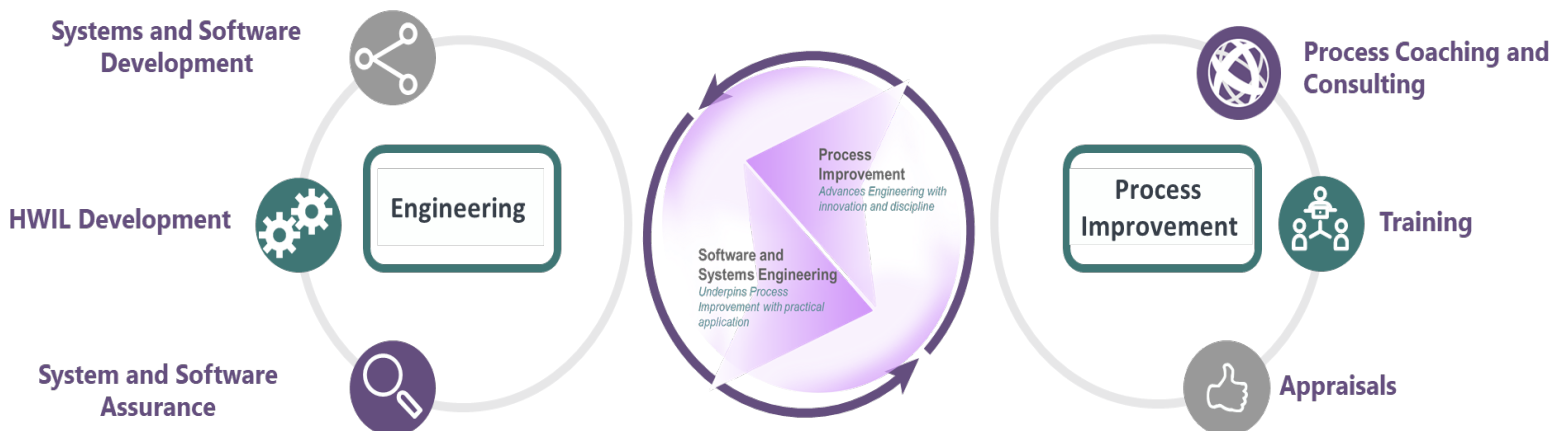 Systems and Software
Development
HWIL Development
System and Software
Assurance
Engineering
Process
Improvement
Advances Engineering with
innovation and discipline
Software and
Systems Engineering
Underpins Process
Improvement with practical
application
Process
Improvement
Process Coaching and
Consulting
Training
Appraisals